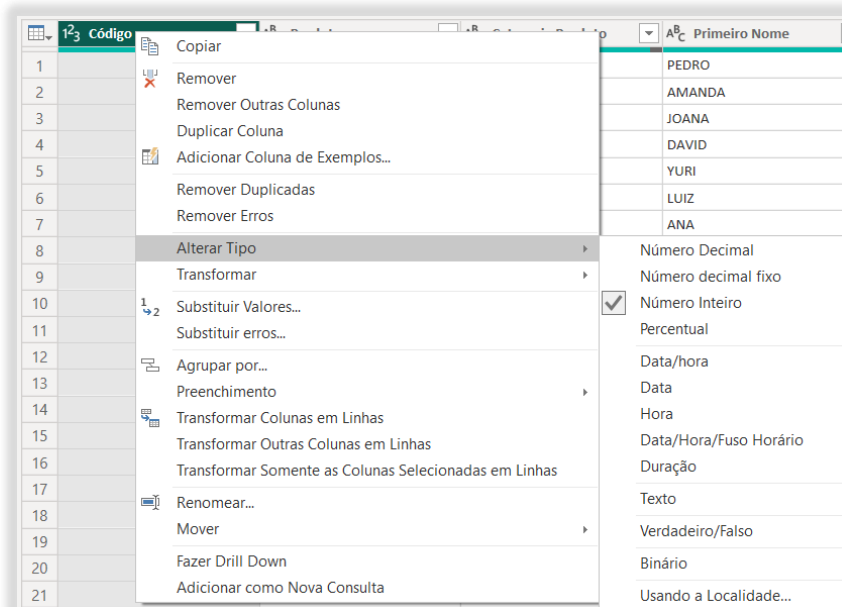 1²3 Código
ABC Primeiro Nome
1 PEDRO
2 AMANDA
3 JOANA
4 DAVID
5 YURI
6 LUIZ
7 ANA
8
9
10
11
12
13
14
15
16
17
18
19
20
21
Copiar
Remover
Remover Outras Colunas
Duplicar Coluna
Adicionar Coluna de Exemplos...
Remover Duplicadas
Remover Erros
Alterar Tipo
Transformar
Substituir Valores...
Substituir erros...
Agrupar por...
Preenchimento
Transformar Colunas em Linhas
Transformar Outras Colunas em Linhas
Transformar Somente as Colunas Selecionadas em Linhas
Renomear...
Mover
Fazer Drill Down
Adicionar como Nova Consulta
Número Decimal
Número decimal fixo
Número Inteiro
Percentual
Data/hora
Data
Hora
Data/Hora/Fuso Horário
Duração
Texto
Verdadeiro/Falso
Binário
Usando a Localidade...